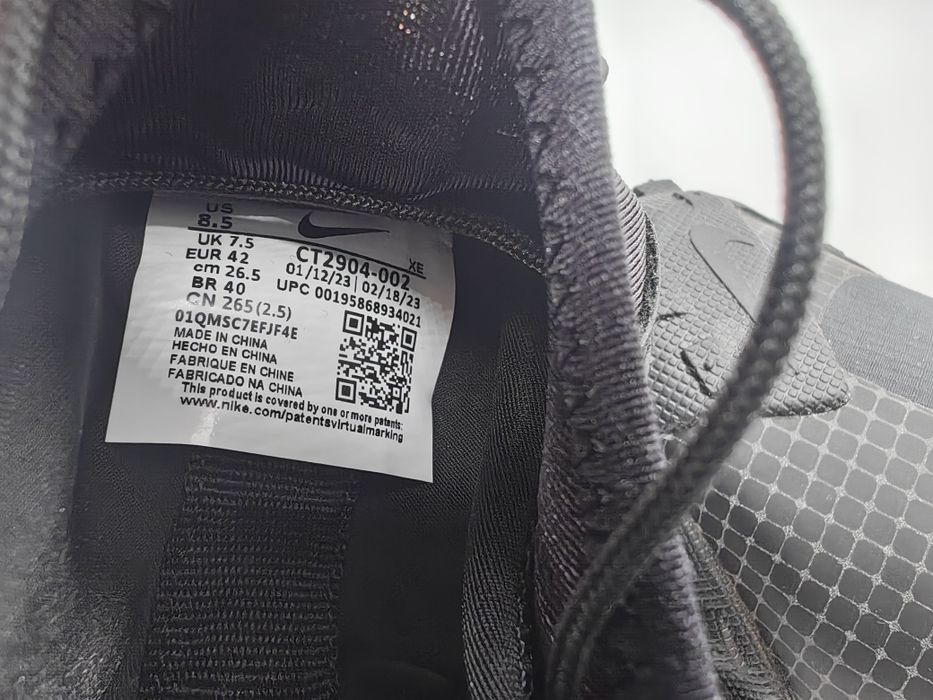 US
8.5
UK 7.5
EUR 42
cm 26.5
BR 40
CN 265(2.5)
CT2904-002 XE
01/12/23 | 02/18/23
UPC 00195868934021
01QMSC7EFJF4E
MADE IN CHINA
HECHO EN CHINA
FABRIQUE EN CHINE
FABRICADO NA CHINA
This product is covered by one or more patents:
www.nike.com/patentsvirtualmarking